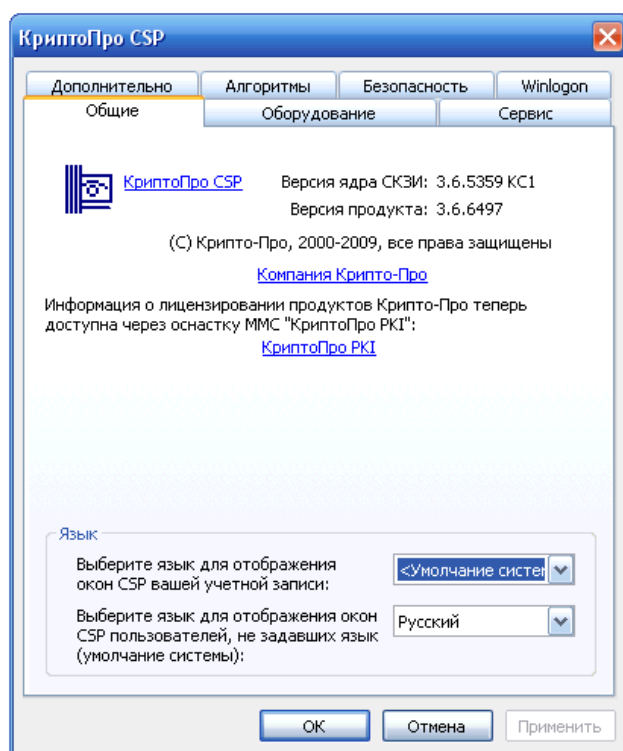 КриптоПро CSP
Дополнительно Алгоритмы Безопасность Winlogon
Общие Оборудование Сервис
КриптоПро CSP Версия ядра СКЗИ: 3.6.5359 КС1
Версия продукта: 3.6.6497
(C) Крипто-Про, 2000-2009, все права защищены
Компания Крипто-Про
Информация о лицензировании продуктов Крипто-Про теперь
доступна через оснастку MMC "КриптоПро PKI":
КриптоПро PKI
Язык
Выберите язык для отображения
окон CSP вашей учетной записи:
<Умолчание систем
Выберите язык для отображения окон
CSP пользователей, не задавших язык
(умолчание системы):
Русский
ОК Отмена Применить